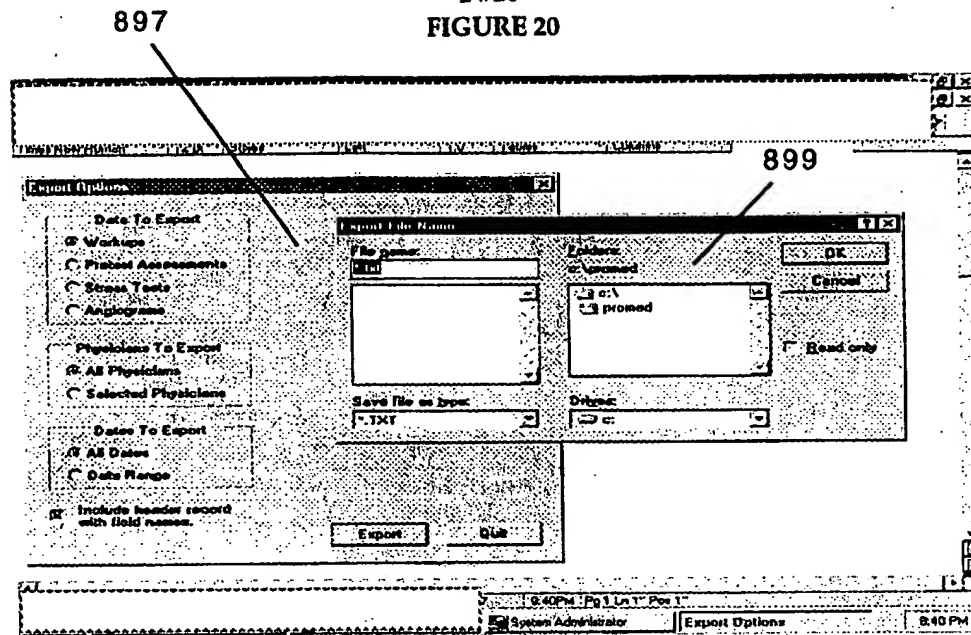 FIGURE 20
897
899
Export Options
Data To Export
Workups
Pretest Assessments
Stress Tests
Angiograms
Physicians To Export
All Physicians
Selected Physicians
Dates To Export
All Dates
Date Range
Include header record
with field names.
Export
Quit
Export File Name
File name:
Folders:
c:\promed
c:\
promed
OK
Cancel
Read only
Save file as type:
*.TXT
Drives:
c:
9:40PM Pg 1 Ln 1" Pos 1"
System Administrator
Export Options
9:40 PM